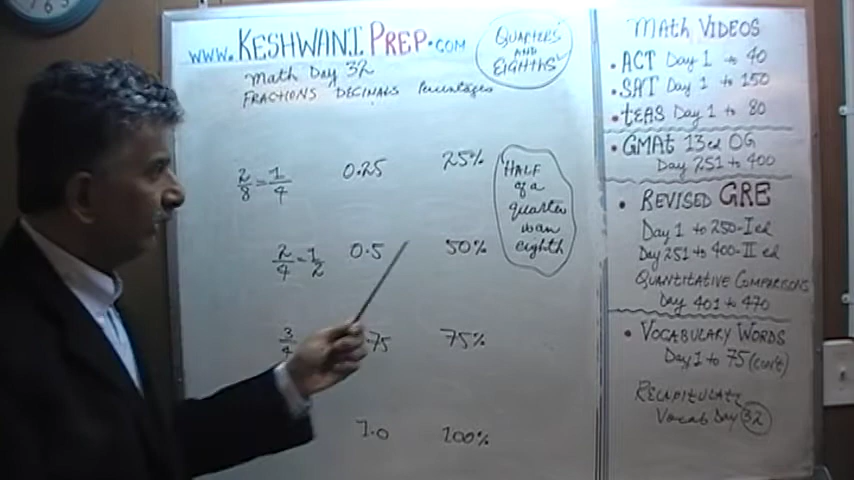 www.KESHWANI PREP.COM
Math Day 32
FRACTIONS DECIMALS Percentages
QUARTERS
AND
EIGHTHS
2/8 = 1/4 0.25 25%
2/4 = 1/2 0.5 50%
3/4 .75 75%
1.0 100%
HALF
of a
quarter
is an
eighth
Math VIDEOS
• ACT Day 1 to 40
• SAT Day 1 to 150
• TEAS Day 1 to 80
• GMAT 13ed OG
Day 251 to 400
• REVISED GRE
Day 1 to 250-I ed
Day 251 to 400-II ed
QUANTITATIVE COMPARISONS
Day 401 to 470
• VOCABULARY WORDS
Day 1 to 75 (con't)
RECAPITULATE
Vocab Day 32